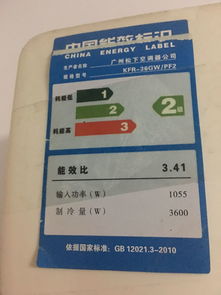 中国能效标识
CHINA ENERGY LABEL
生产者名称 广州松下空调器公司
规格型号 KFR-36GW/PF2
耗能低
1
2
3
2级
耗能高
能效比 3.41
输入功率（W） 1055
制冷量（W） 3600
依据国家标准：GB 12021.3-2010